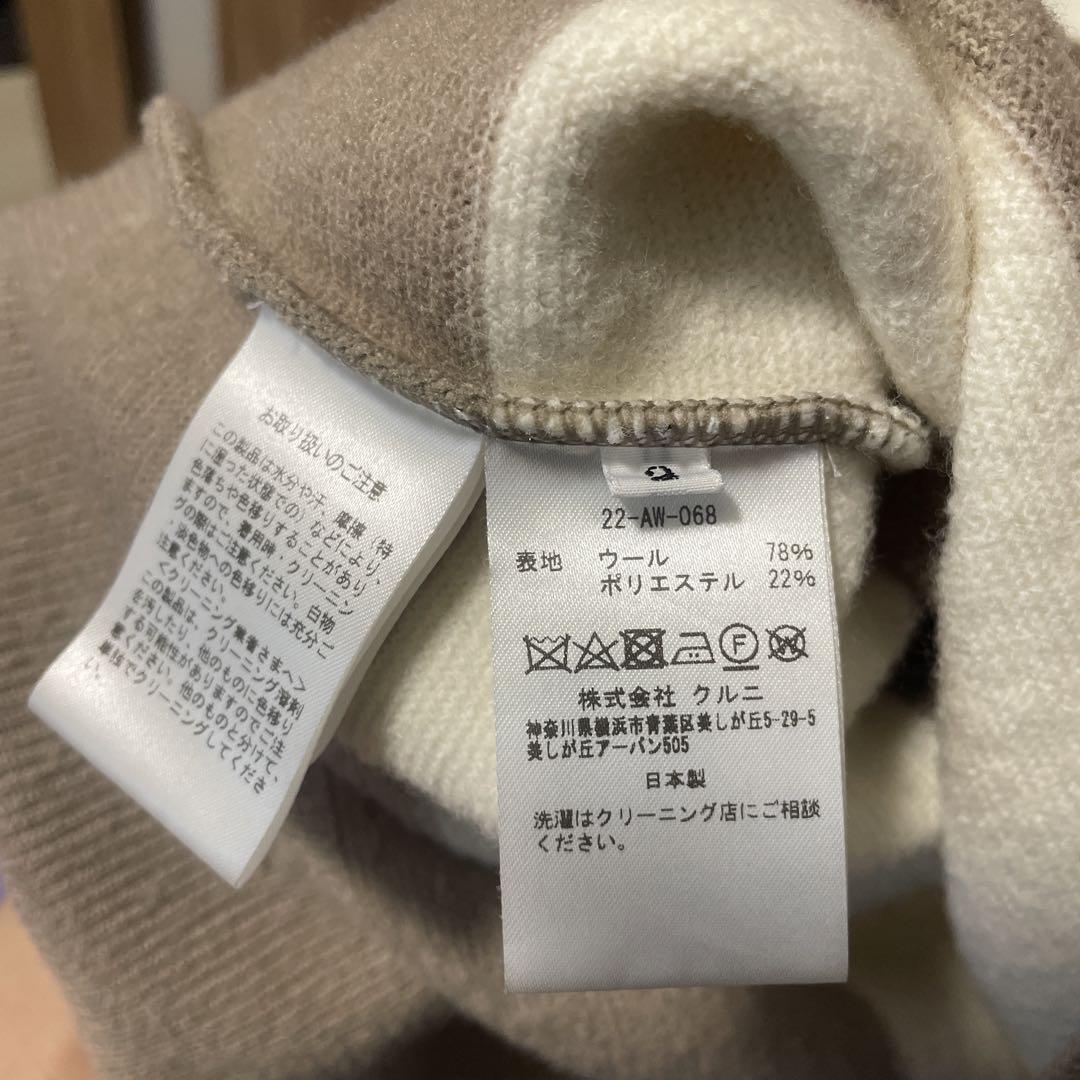 お取り扱いのご注意
この製品は水分や汗、摩擦（特
に湿った状態での）などにより、
色落ちや色移りすることがあり
ますので、着用時・クリーニン
グの際はご注意ください。白物
・淡色物への色移りには充分ご
注意ください。
＜クリーニング業者さまへ＞
この製品は、クリーニング溶剤
を汚したり、他のものに色移り
する可能性がありますのでご注
意ください。他のものと分けて、
単独でクリーニングしてくださ
い。
22-AW-068
表地 ウール 78%
ポリエステル 22%
F
W
株式会社 クルニ
神奈川県横浜市青葉区美しが丘5-29-5
美しが丘アーバン505
日本製
洗濯はクリーニング店にご相談
ください。